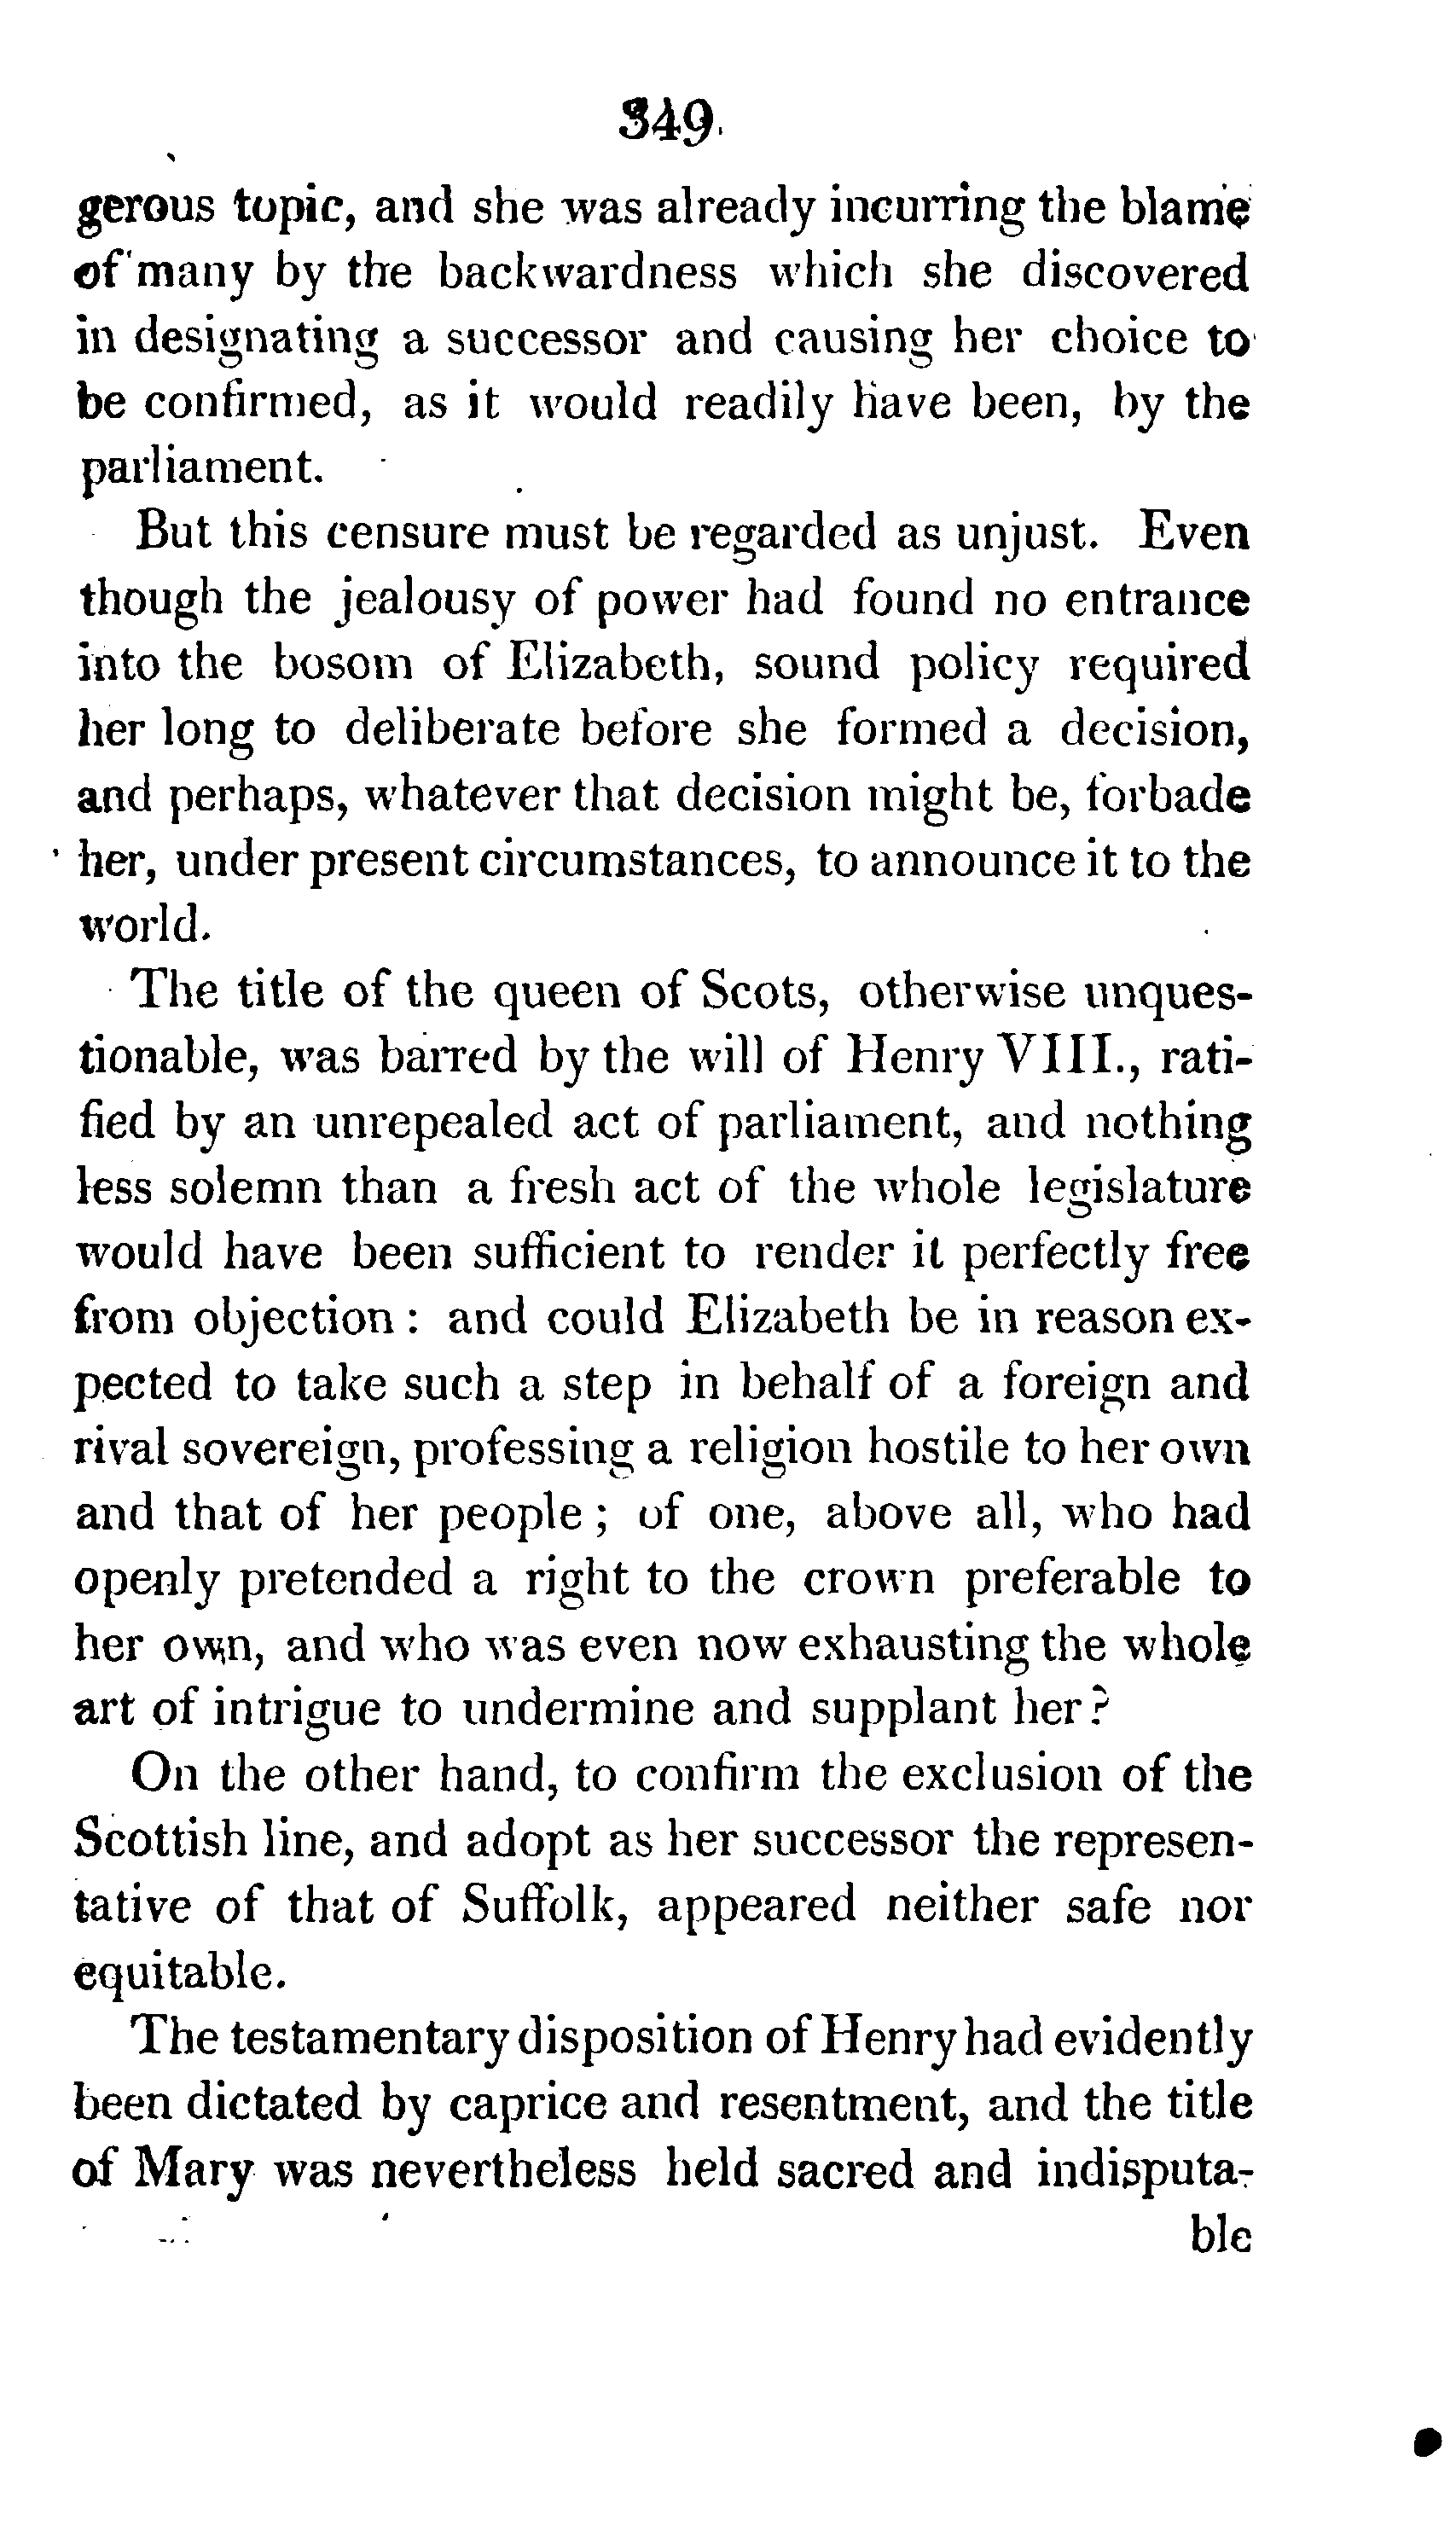 349
gerous topic, and she was already incurring the blame
of many by the backwardness which she discovered
in designating a successor and causing her choice to
be confirmed, as it would readily have been, by the
parliament.
But this censure must be regarded as unjust. Even
though the jealousy of power had found no entrance
into the bosom of Elizabeth, sound policy required
her long to deliberate before she formed a decision,
and perhaps, whatever that decision might be, forbade
her, under present circumstances, to announce it to the
world.
The title of the queen of Scots, otherwise unques-
tionable, was barred by the will of Henry VIII., rati-
fied by an unrepealed act of parliament, and nothing
less solemn than a fresh act of the whole legislature
would have been sufficient to render it perfectly free
from objection : and could Elizabeth be in reason ex-
pected to take such a step in behalf of a foreign and
rival sovereign, professing a religion hostile to her own
and that of her people ; of one, above all, who had
openly pretended a right to the crown preferable to
her own, and who was even now exhausting the whole
art of intrigue to undermine and supplant her ?
On the other hand, to confirm the exclusion of the
Scottish line, and adopt as her successor the represen-
tative of that of Suffolk, appeared neither safe nor
equitable.
The testamentary disposition of Henry had evidently
been dictated by caprice and resentment, and the title
of Mary was nevertheless held sacred and indisputa-
ble